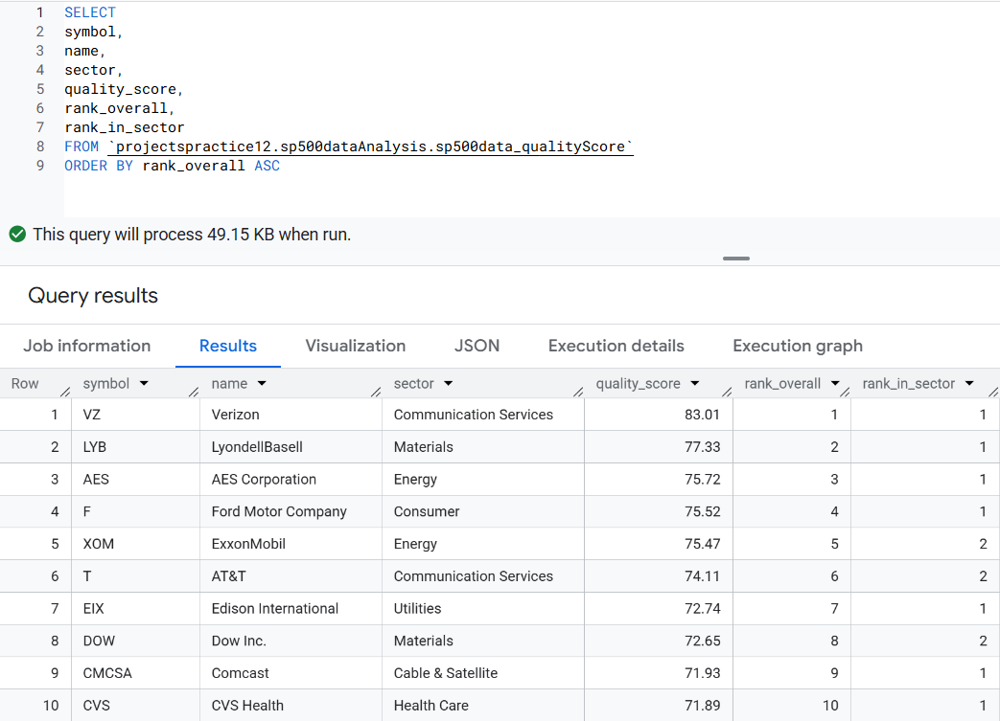 1 SELECT
2 symbol,
3 name,
4 sector,
5 quality_score,
6 rank_overall,
7 rank_in_sector
8 FROM `projectspractice12.sp500dataAnalysis.sp500data_qualityScore`
9 ORDER BY rank_overall ASC
This query will process 49.15 KB when run.
Query results
Job information Results Visualization JSON Execution details Execution graph
Row symbol name sector quality_score rank_overall rank_in_sector
1 VZ Verizon Communication Services 83.01 1 1
2 LYB LyondellBasell Materials 77.33 2 1
3 AES AES Corporation Energy 75.72 3 1
4 F Ford Motor Company Consumer 75.52 4 1
5 XOM ExxonMobil Energy 75.47 5 2
6 T AT&T Communication Services 74.11 6 2
7 EIX Edison International Utilities 72.74 7 1
8 DOW Dow Inc. Materials 72.65 8 2
9 CMCSA Comcast Cable & Satellite 71.93 9 1
10 CVS CVS Health Health Care 71.89 10 1